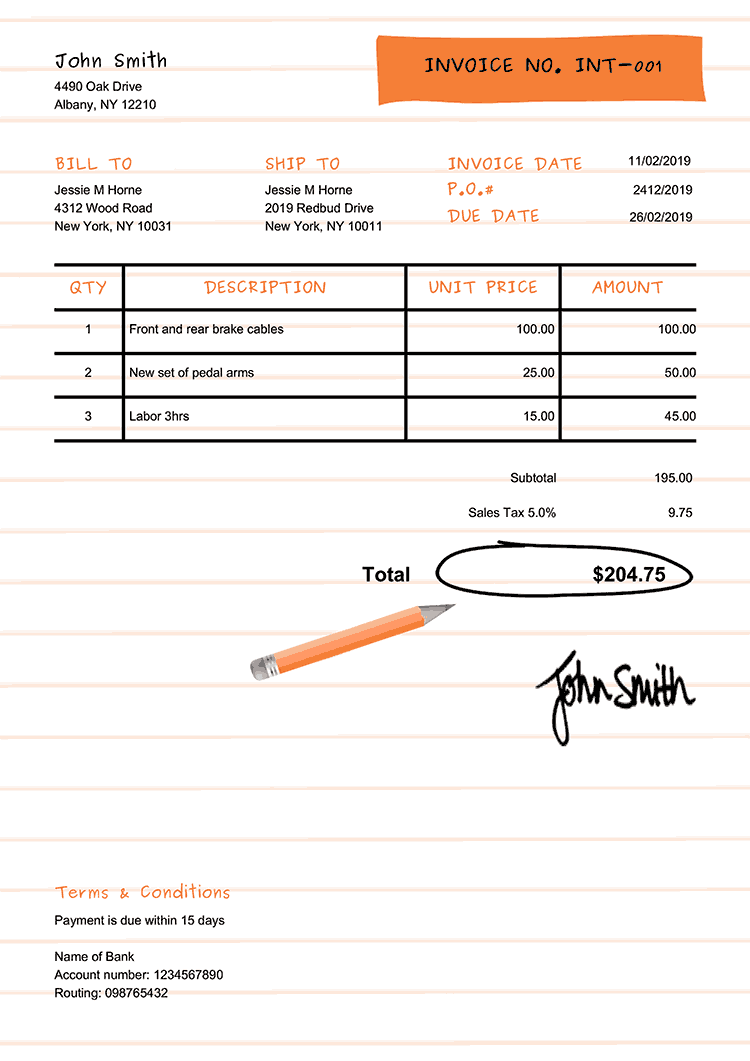 John Smith
4490 Oak Drive
Albany, NY 12210
INVOICE NO. INT-001
BILL TO
Jessie M Horne
4312 Wood Road
New York, NY 10031
SHIP TO
Jessie M Horne
2019 Redbud Drive
New York, NY 10011
INVOICE DATE 11/02/2019
P.O.# 2412/2019
DUE DATE 26/02/2019
QTY DESCRIPTION UNIT PRICE AMOUNT
1 Front and rear brake cables 100.00 100.00
2 New set of pedal arms 25.00 50.00
3 Labor 3hrs 15.00 45.00
Subtotal 195.00
Sales Tax 5.0% 9.75
Total $204.75
John Smith
Terms & Conditions
Payment is due within 15 days
Name of Bank
Account number: 1234567890
Routing: 098765432